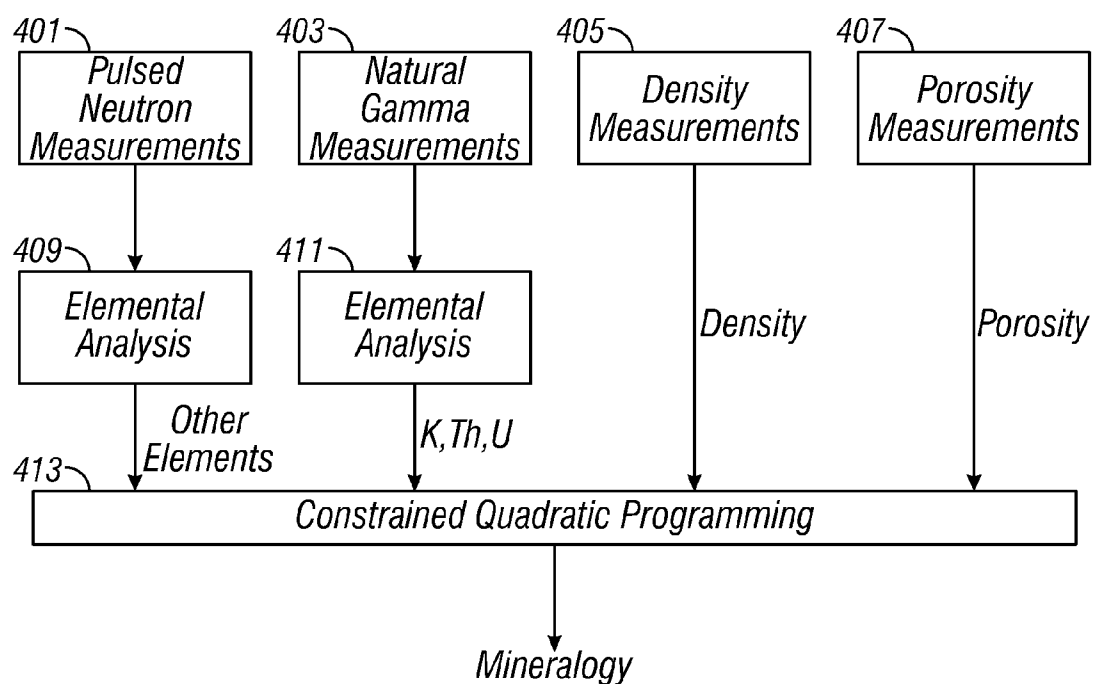 401
403
405
407
Pulsed
Neutron
Measurements
Natural
Gamma
Measurements
Density
Measurements
Porosity
Measurements
409
411
Elemental
Analysis
Elemental
Analysis
Density
Porosity
Other
Elements
K,Th,U
413
Constrained Quadratic Programming
Mineralogy